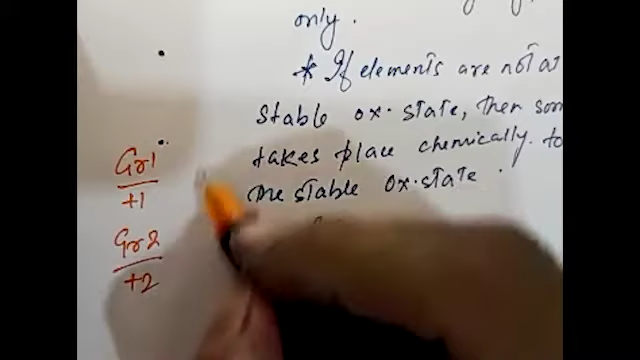 only.
* If elements are not at
stable ox. state, then som
takes place chemically. to
the stable ox. state.
Gr1
+1
Gr2
+2